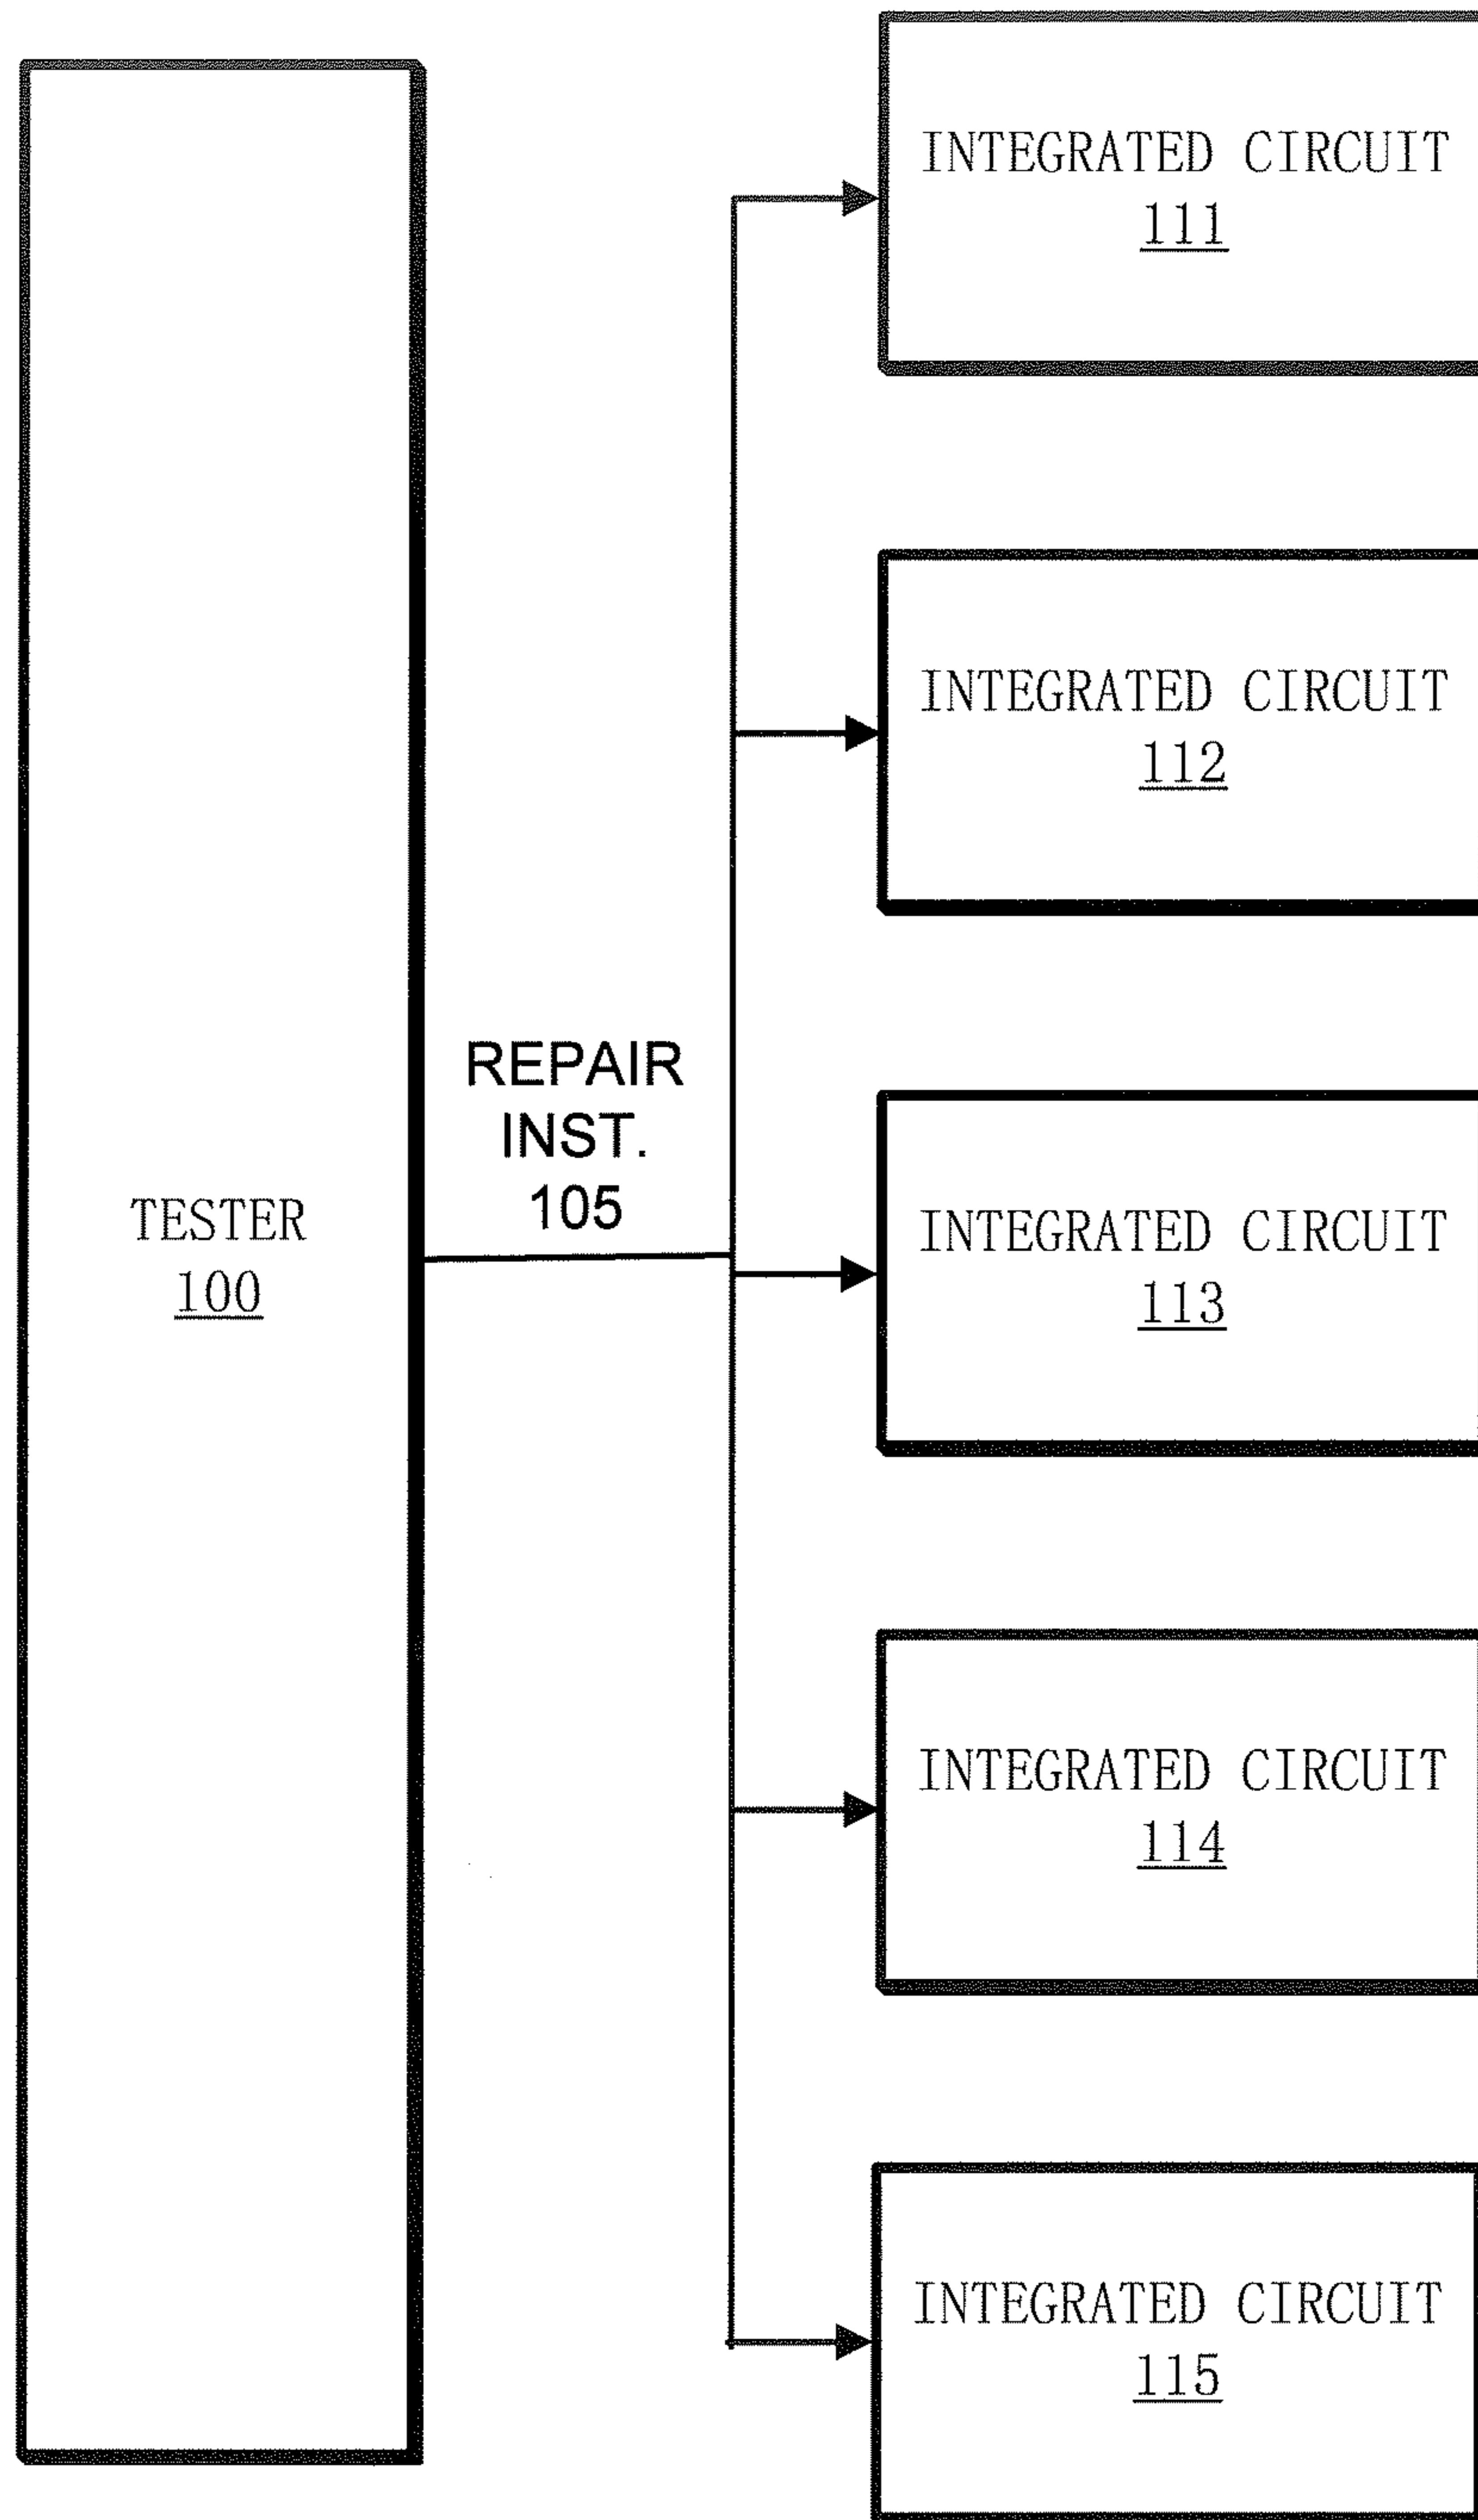 TESTER
100
REPAIR
INST.
105
INTEGRATED CIRCUIT
111
INTEGRATED CIRCUIT
112
INTEGRATED CIRCUIT
113
INTEGRATED CIRCUIT
114
INTEGRATED CIRCUIT
115